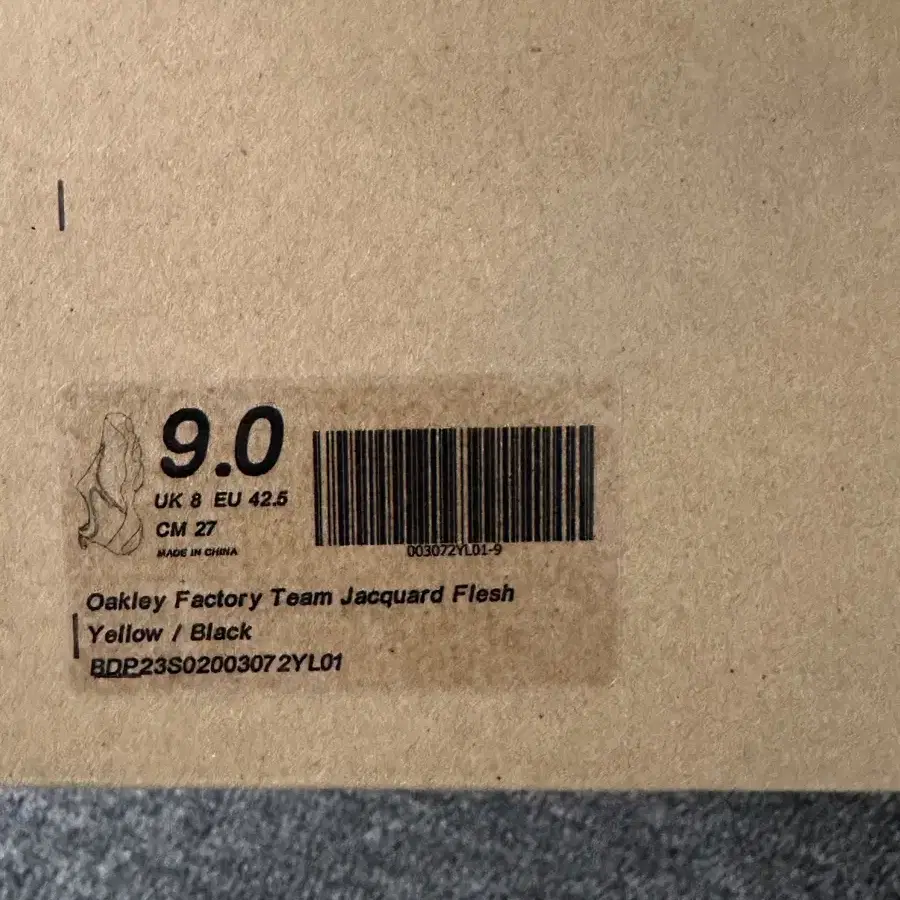 9.0
UK 8 EU 42.5
CM 27
MADE IN CHINA
003072YL01-9
Oakley Factory Team Jacquard Flesh
Yellow / Black
BDP23S02003072YL01